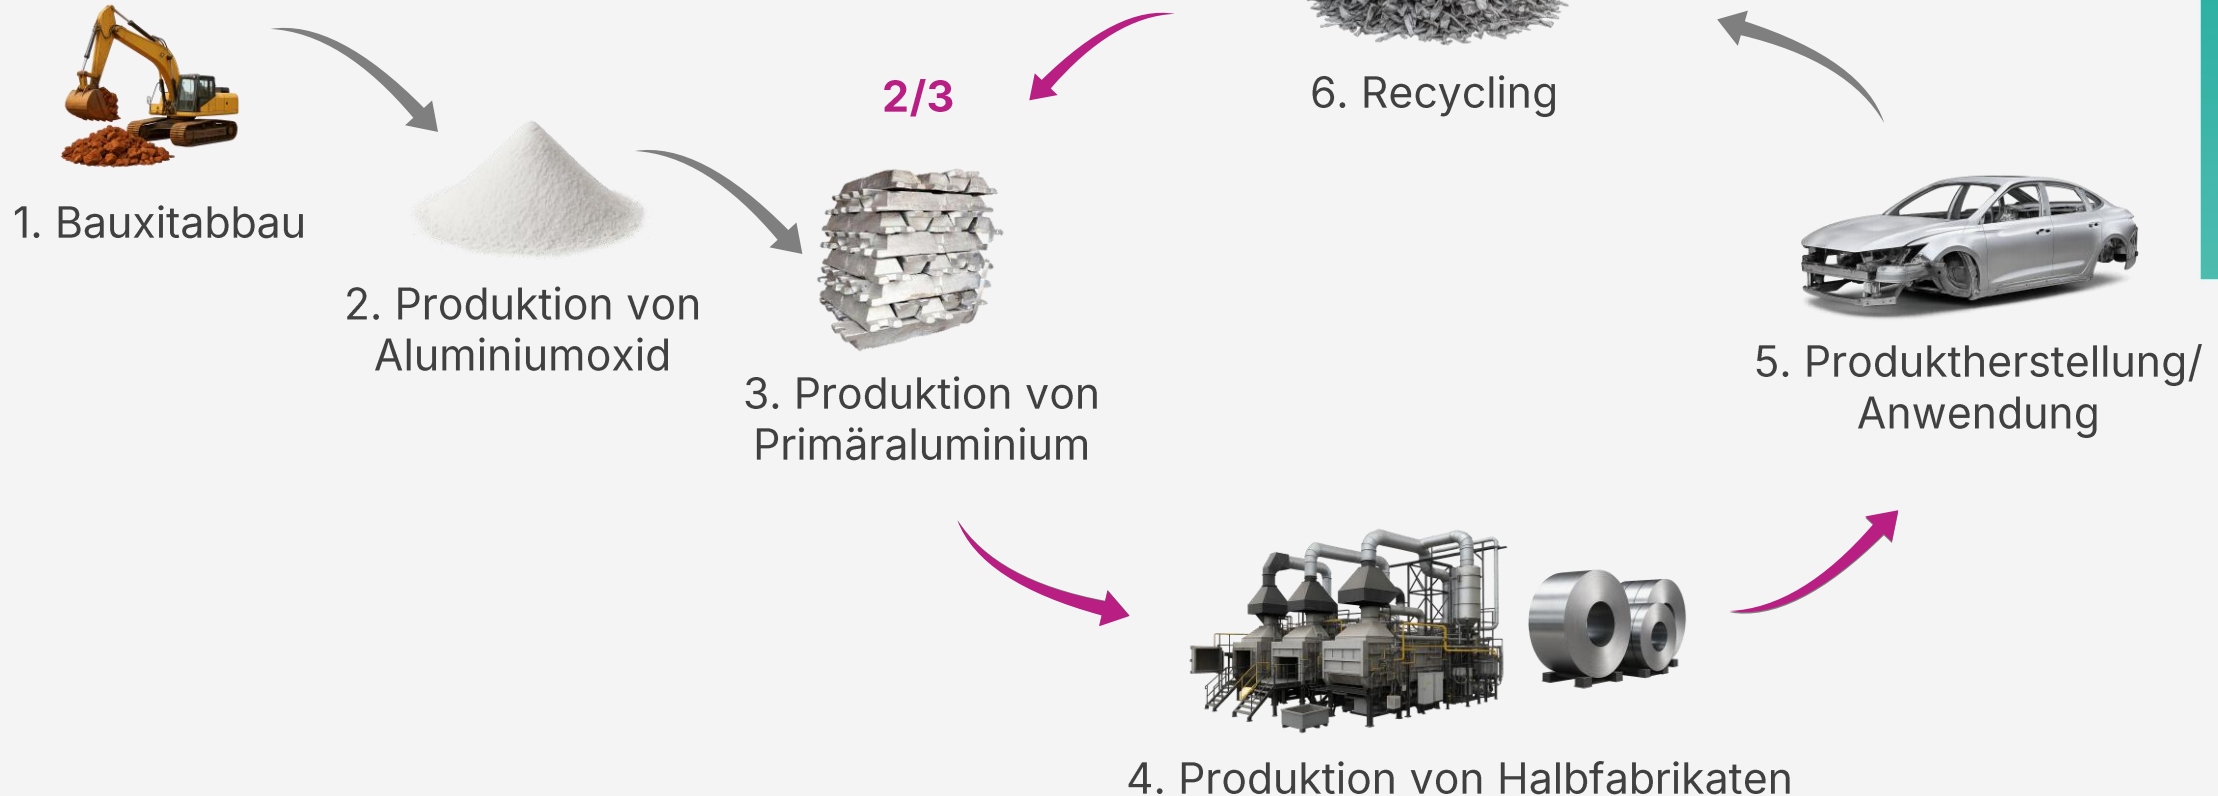 2/3
6. Recycling
1. Bauxitabbau
2. Produktion von
Aluminiumoxid
3. Produktion von
Primäraluminium
5. Produktherstellung/
Anwendung
4. Produktion von Halbfabrikaten